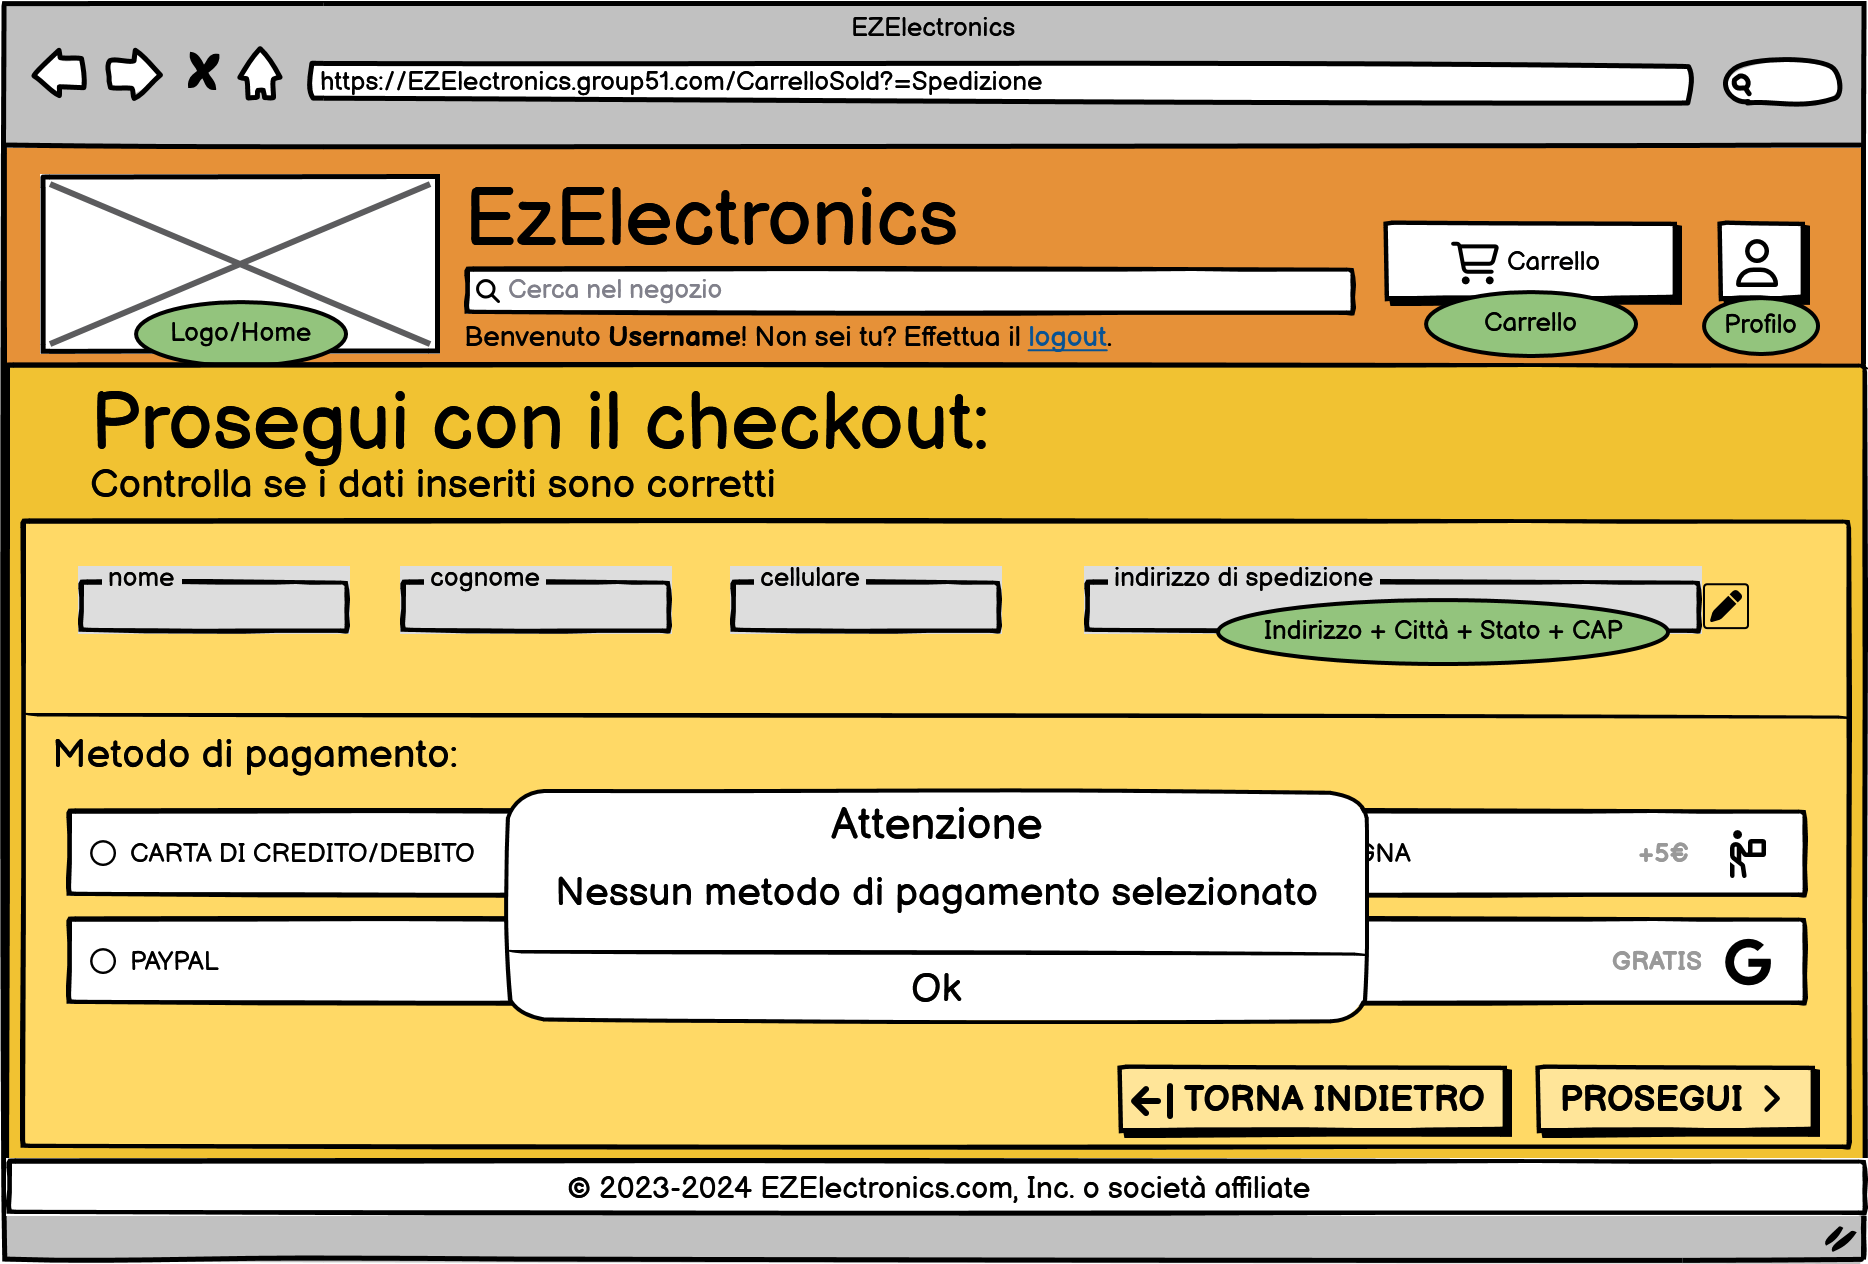 EZElectronics
https://EZElectronics.group51.com/CarrelloSold?=Spedizione
EzElectronics
Cerca nel negozio
Benvenuto Username! Non sei tu? Effettua il logout.
Logo/Home
Carrello
Carrello
Profilo
Prosegui con il checkout:
Controlla se i dati inseriti sono corretti
nome
cognome
cellulare
indirizzo di spedizione
Indirizzo + Città + Stato + CAP
Metodo di pagamento:
CARTA DI CREDITO/DEBITO
GNA +5€
PAYPAL
GRATIS
Attenzione
Nessun metodo di pagamento selezionato
Ok
TORNA INDIETRO
PROSEGUI
© 2023-2024 EZElectronics.com, Inc. o società affiliate